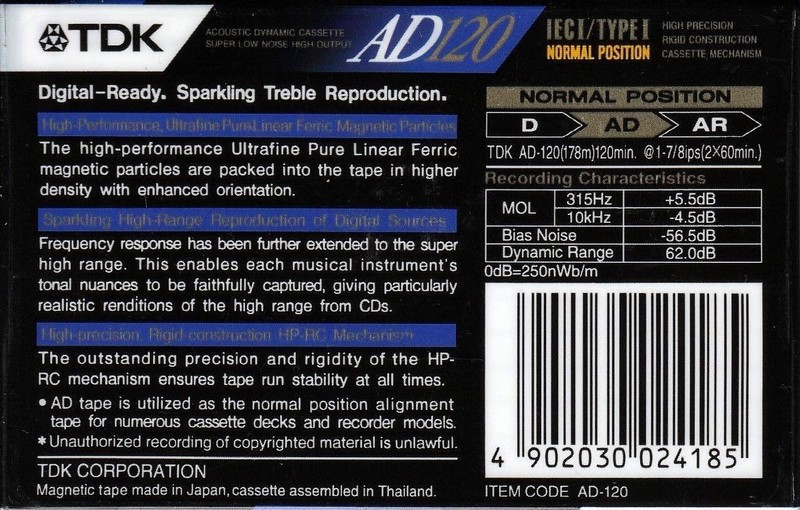 TDK
ACOUSTIC DYNAMIC CASSETTE
SUPER LOW NOISE HIGH OUTPUT
AD120
IEC I/TYPE I
NORMAL POSITION
HIGH PRECISION
RIGID CONSTRUCTION
CASSETTE MECHANISM
Digital-Ready. Sparkling Treble Reproduction.
High-Performance, Ultrafine Pure Linear Ferric Magnetic Particles
The high-performance Ultrafine Pure Linear Ferric
magnetic particles are packed into the tape in higher
density with enhanced orientation.
Sparkling High-Range Reproduction of Digital Sources
Frequency response has been further extended to the super
high range. This enables each musical instrument's
tonal nuances to be faithfully captured, giving particularly
realistic renditions of the high range from CDs.
High-precision, Rigid-construction HP-RC Mechanism
The outstanding precision and rigidity of the HP-
RC mechanism ensures tape run stability at all times.
• AD tape is utilized as the normal position alignment
tape for numerous cassette decks and recorder models.
* Unauthorized recording of copyrighted material is unlawful.
TDK CORPORATION
Magnetic tape made in Japan, cassette assembled in Thailand.
NORMAL POSITION
D AD AR
TDK AD-120(178m)120min. @1-7/8ips(2×60min.)
Recording Characteristics
MOL 315Hz +5.5dB
10kHz -4.5dB
Bias Noise -56.5dB
Dynamic Range 62.0dB
0dB=250nWb/m
4 902030 024185
ITEM CODE AD-120